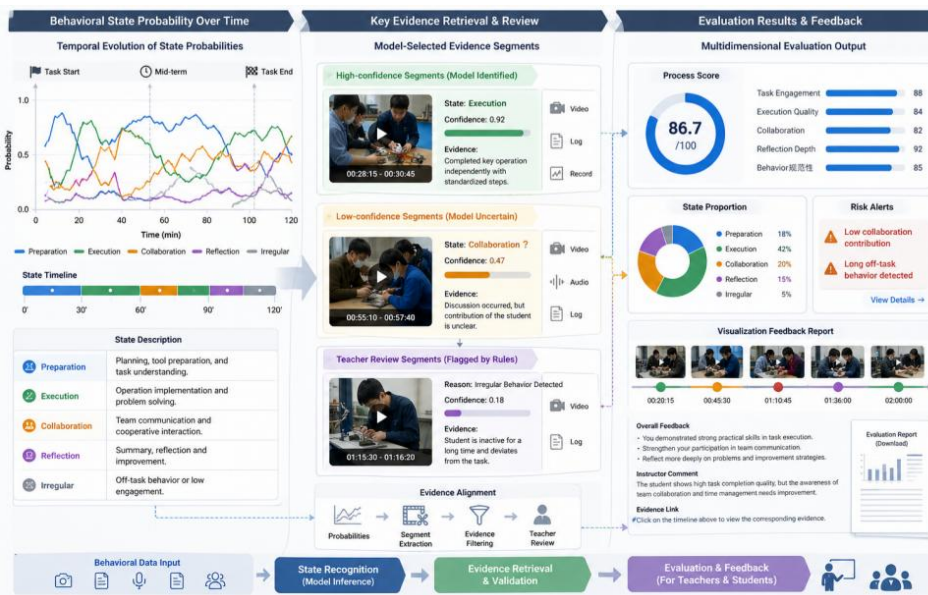 Behavioral State Probability Over Time
Temporal Evolution of State Probabilities
Task Start
Mid-term
Task End
Probability
1.0
0.5
0.0
0 20 40 60 80 100 120
Time (min)
Preparation Execution Collaboration Reflection Irregular
State Timeline
0' 30' 60' 90' 120'
State Description
Preparation
Planning, tool preparation, and
task understanding.
Execution
Operation implementation and
problem solving.
Collaboration
Team communication and
cooperative interaction.
Reflection
Summary, reflection and
improvement.
Irregular
Off-task behavior or low
engagement.
Key Evidence Retrieval & Review
Model-Selected Evidence Segments
High-confidence Segments (Model Identified)
00:28:15 - 00:30:45
State: Execution
Confidence: 0.92
Evidence:
Completed key operation
independently with
standardized steps.
Video
Log
Record
Low-confidence Segments (Model Uncertain)
00:55:10 - 00:57:40
State: Collaboration ?
Confidence: 0.47
Evidence:
Discussion occurred, but
contribution of the student
is unclear.
Video
Audio
Log
Teacher Review Segments (Flagged by Rules)
01:15:30 - 01:16:20
Reason: Irregular Behavior Detected
Confidence: 0.18
Evidence:
Student is inactive for a
long time and deviates
from the task.
Video
Log
Evidence Alignment
Probabilities
Segment
Extraction
Evidence
Filtering
Teacher
Review
Evaluation Results & Feedback
Multidimensional Evaluation Output
Process Score
86.7
/100
Task Engagement 88
Execution Quality 84
Collaboration 82
Reflection Depth 92
Behavior规范性 85
State Proportion
Preparation 18%
Execution 42%
Collaboration 20%
Reflection 15%
Irregular 5%
Risk Alerts
Low collaboration
contribution
Long off-task
behavior detected
View Details →
Visualization Feedback Report
00:20:15 00:45:30 01:10:45 01:36:00 02:00:00
Overall Feedback
- You demonstrated strong practical skills in task execution.
- Strengthen your participation in team communication.
- Reflect more deeply on problems and improvement strategies.
Instructor Comment
The student shows high task completion quality, but the awareness of
team collaboration and time management needs improvement.
Evidence Link
Click on the timeline above to view the corresponding evidence.
Evaluation Report
(Download)
Behavioral Data Input
State Recognition
(Model Inference)
Evidence Retrieval
& Validation
Evaluation & Feedback
(For Teachers & Students)